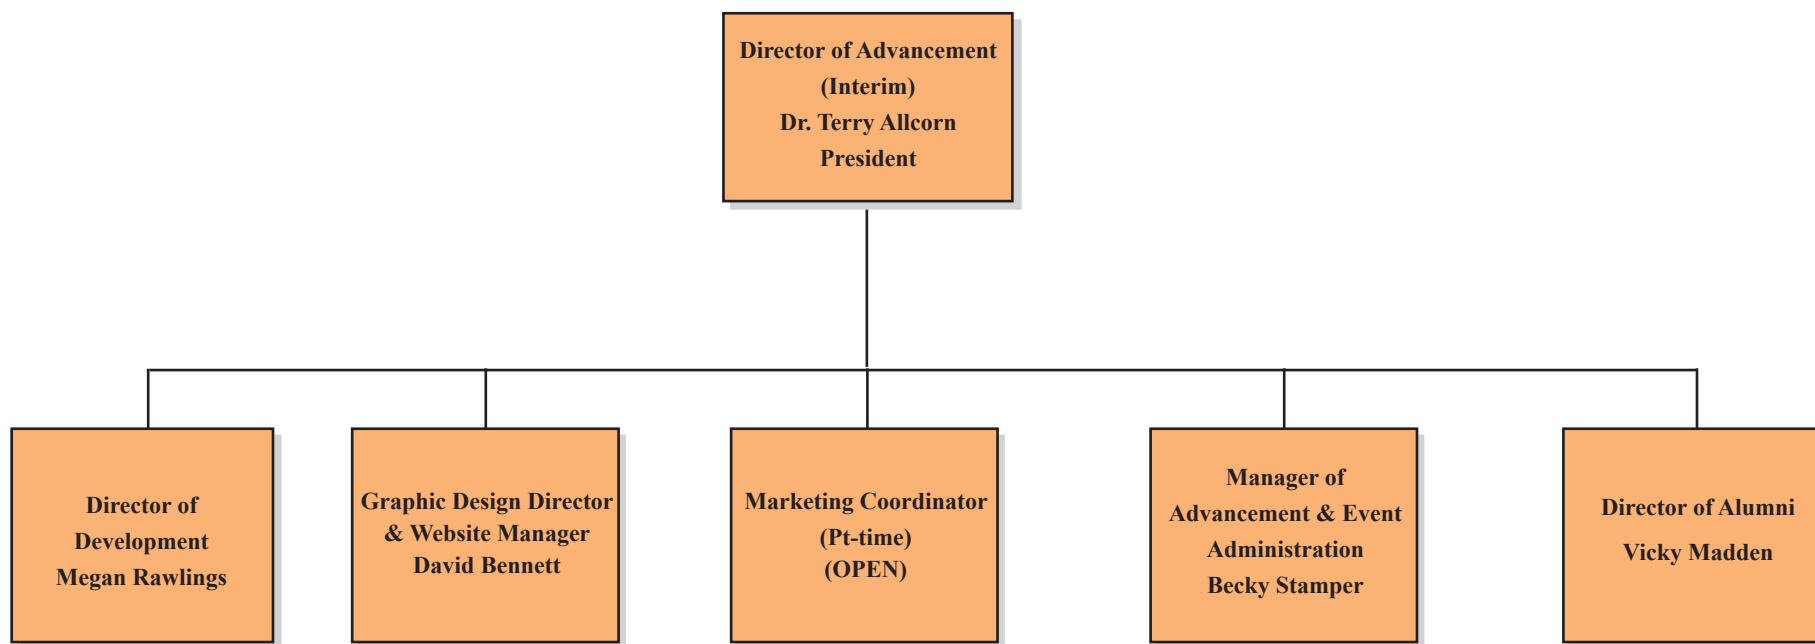 Director of Advancement
(Interim)
Dr. Terry Allcorn
President
Director of
Development
Megan Rawlings
Graphic Design Director
& Website Manager
David Bennett
Marketing Coordinator
(Pt-time)
(OPEN)
Manager of
Advancement & Event
Administration
Becky Stamper
Director of Alumni
Vicky Madden